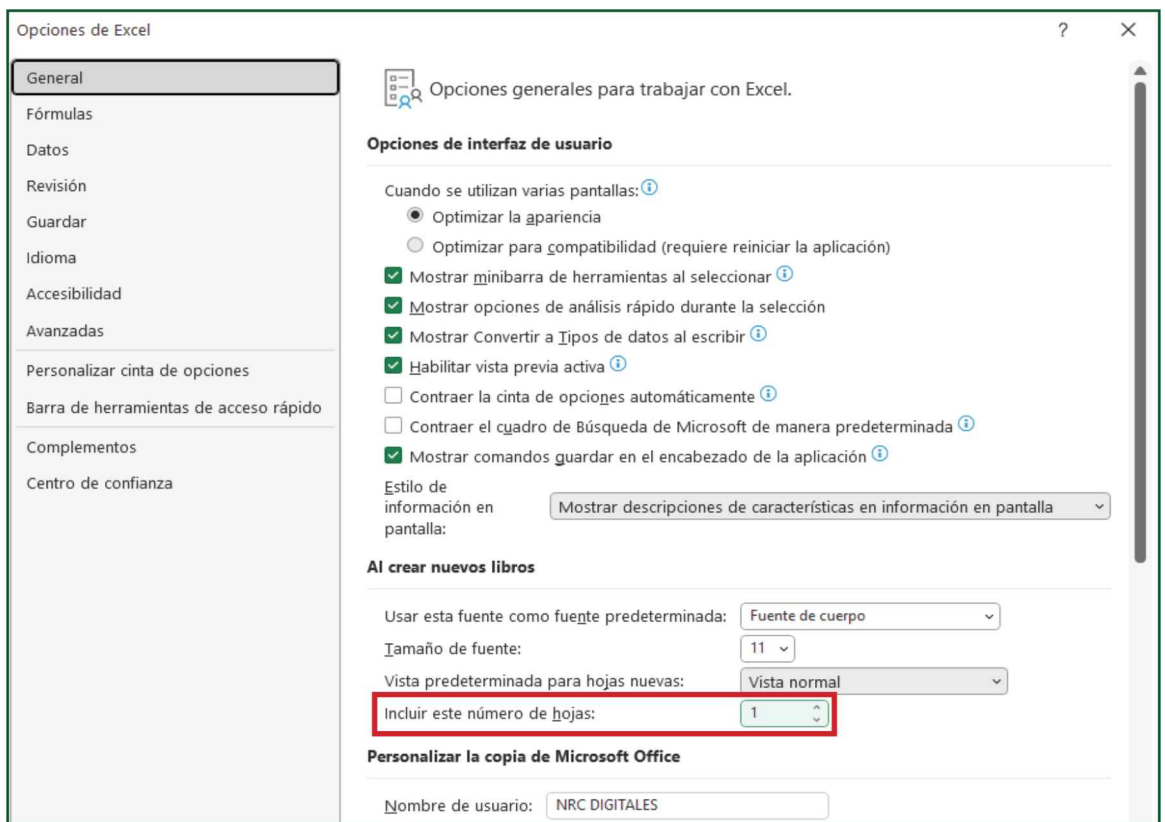 Opciones de Excel
?
General
Fórmulas
Datos
Revisión
Guardar
Idioma
Accesibilidad
Avanzadas
Personalizar cinta de opciones
Barra de herramientas de acceso rápido
Complementos
Centro de confianza
Opciones generales para trabajar con Excel.
Opciones de interfaz de usuario
Cuando se utilizan varias pantallas:
Optimizar la apariencia
Optimizar para compatibilidad (requiere reiniciar la aplicación)
Mostrar minibarra de herramientas al seleccionar
Mostrar opciones de análisis rápido durante la selección
Mostrar Convertir a Tipos de datos al escribir
Habilitar vista previa activa
Contraer la cinta de opciones automáticamente
Contraer el cuadro de Búsqueda de Microsoft de manera predeterminada
Mostrar comandos guardar en el encabezado de la aplicación
Estilo de
información en
pantalla:
Mostrar descripciones de características en información en pantalla
Al crear nuevos libros
Usar esta fuente como fuente predeterminada: Fuente de cuerpo
Tamaño de fuente: 11
Vista predeterminada para hojas nuevas: Vista normal
Incluir este número de hojas: 1
Personalizar la copia de Microsoft Office
Nombre de usuario: NRC DIGITALES